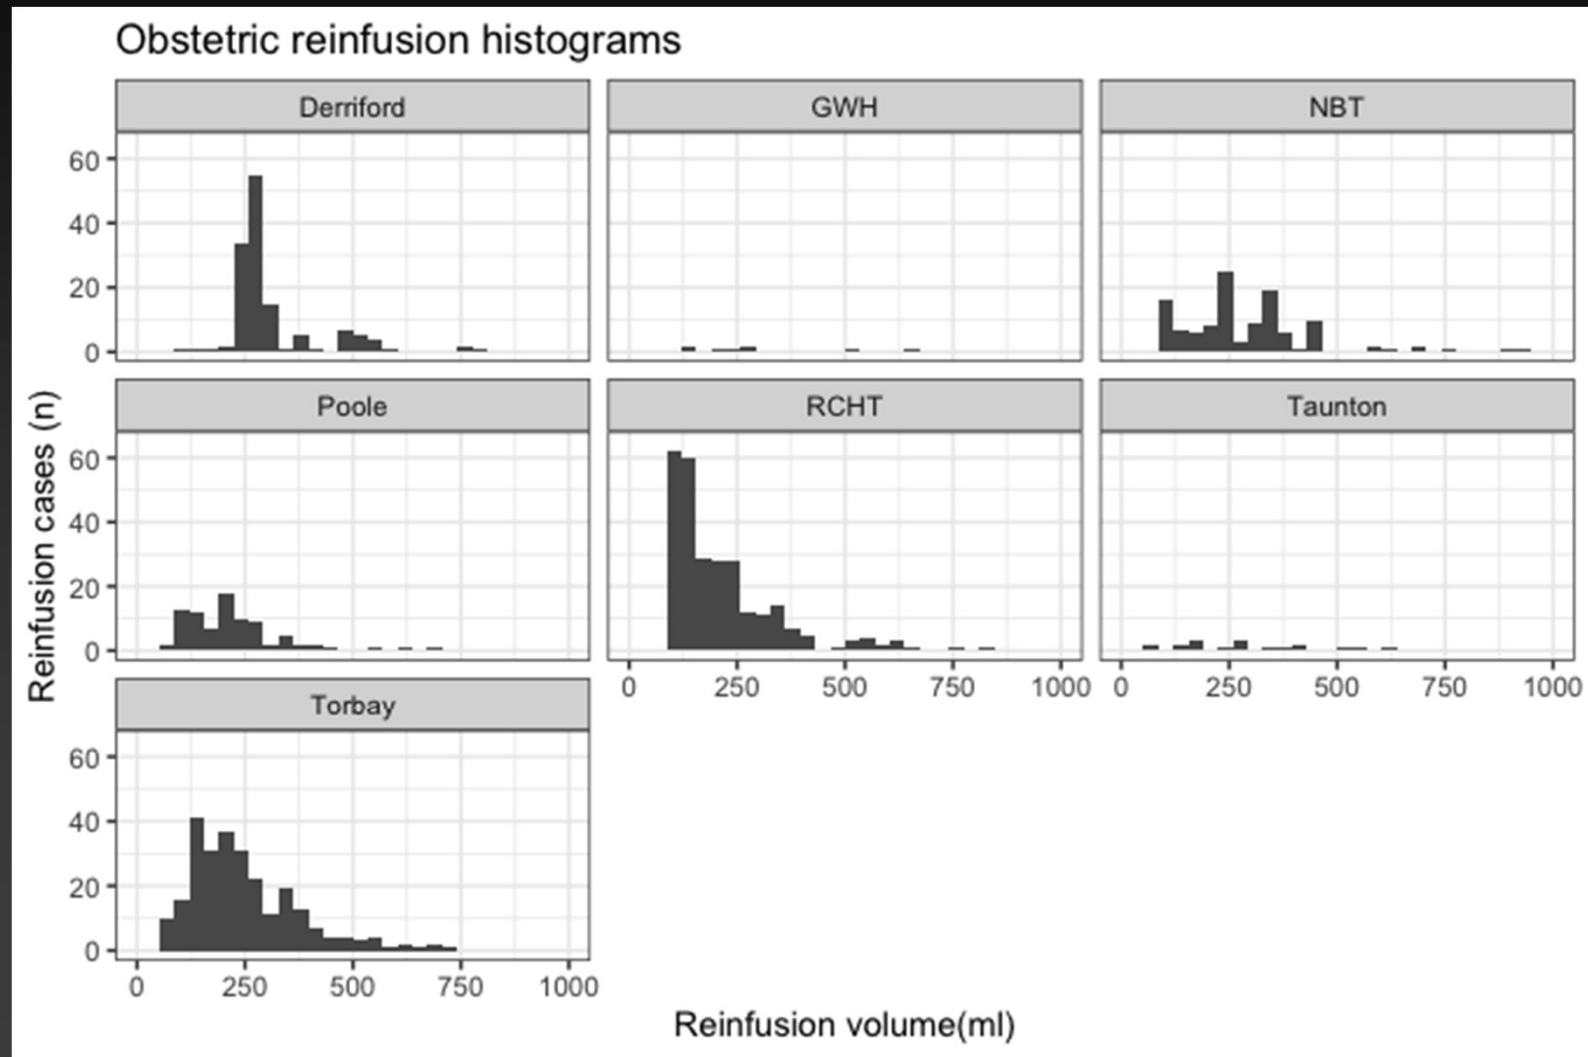 Obstetric reinfusion histograms
Derriford
GWH
NBT
60
40
20
0
Poole
RCHT
Taunton
60
40
20
0
0 250 500 750 1000
0 250 500 750 1000
Torbay
60
40
20
0
0 250 500 750 1000
Reinfusion cases (n)
Reinfusion volume(ml)